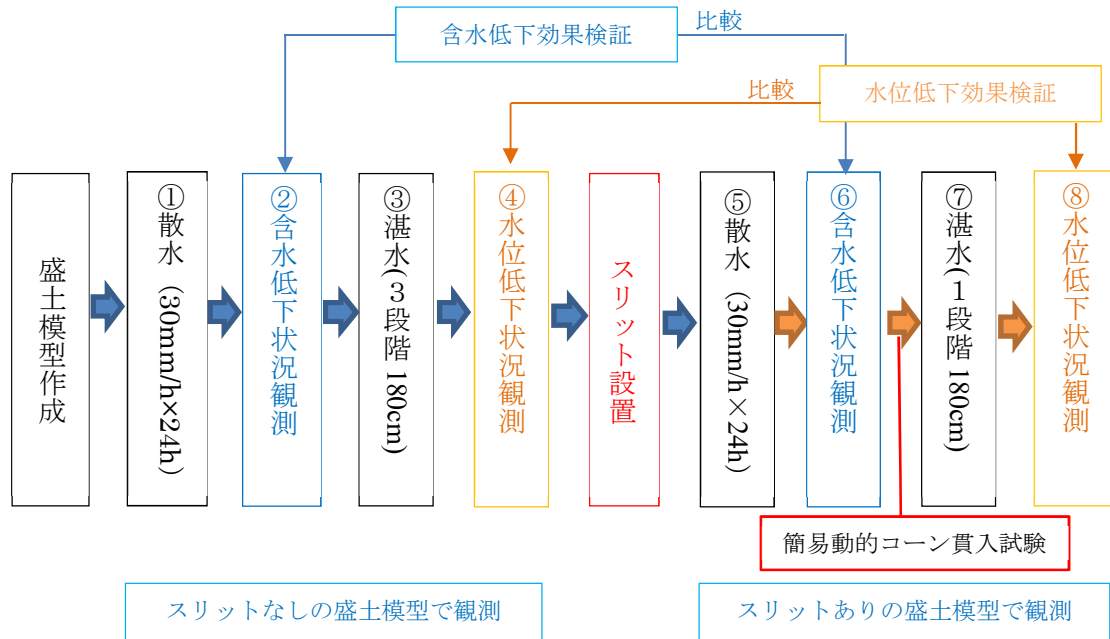 含水低下効果検証
比較
比較
水位低下効果検証
盛土模型作成
①散水（30mm/h×24h）
②含水低下状況観測
③湛水(３段階 180cm)
④水位低下状況観測
スリット設置
⑤散水（30mm/h×24h）
⑥含水低下状況観測
⑦湛水(１段階 180cm)
⑧水位低下状況観測
簡易動的コーン貫入試験
スリットなしの盛土模型で観測
スリットありの盛土模型で観測